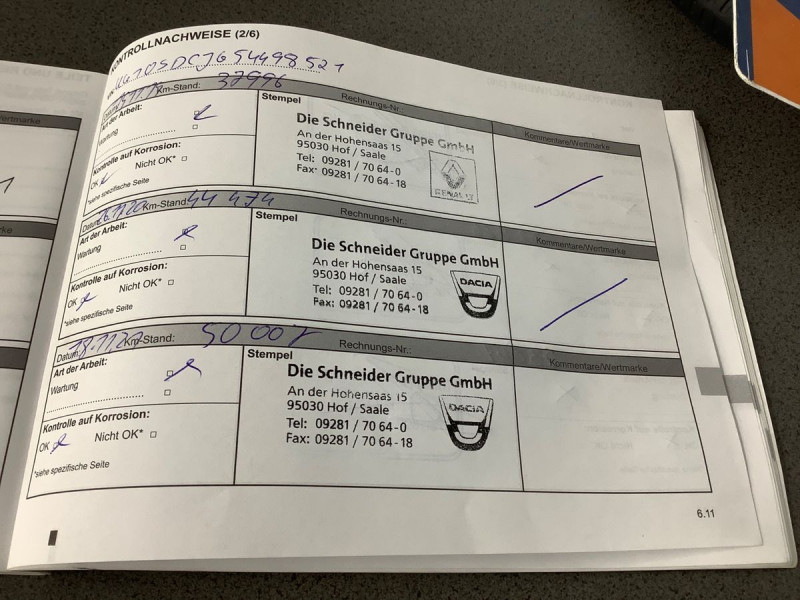 KONTROLLNACHWEISE (2/6)
Km-Stand: 37996
Art der Arbeit:
Wartung
Kontrolle auf Korrosion:
OK Nicht OK*
*siehe spezifische Seite
Stempel
Rechnungs-Nr.:
Die Schneider Gruppe GmbH
An der Hohensaas 15
95030 Hof / Saale
Tel: 09281 / 70 64-0
Fax: 09281 / 70 64-18
RENAULT
Kommentare/Wertmarke
Km-Stand: 44 474
Art der Arbeit:
Wartung
Kontrolle auf Korrosion:
OK Nicht OK*
*siehe spezifische Seite
Stempel
Rechnungs-Nr.:
Die Schneider Gruppe GmbH
An der Hohensaas 15
95030 Hof / Saale
Tel: 09281 / 70 64-0
Fax: 09281 / 70 64-18
DACIA
Kommentare/Wertmarke
Datum: Km-Stand:
Art der Arbeit:
Wartung
Kontrolle auf Korrosion:
OK Nicht OK*
*siehe spezifische Seite
Stempel
Rechnungs-Nr.:
Die Schneider Gruppe GmbH
An der Hohensaas 15
95030 Hof / Saale
Tel: 09281 / 70 64-0
Fax: 09281 / 70 64-18
DACIA
Kommentare/Wertmarke
6.11